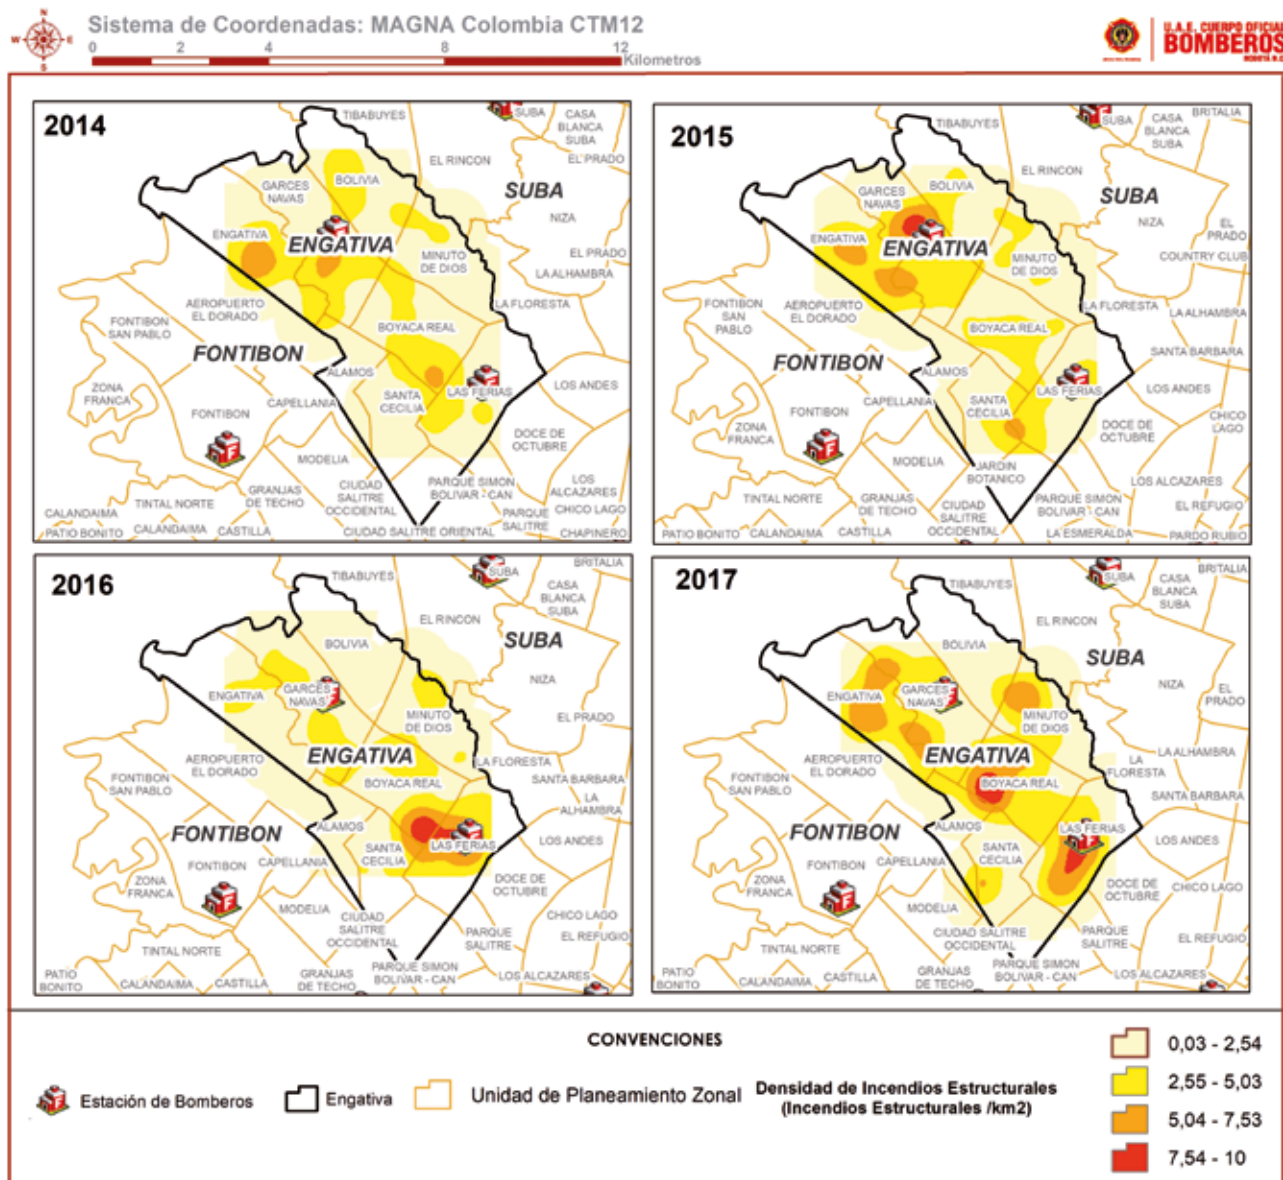 Sistema de Coordenadas: MAGNA Colombia CTM12
N
W
E
S
0 2 4 8 12
Kilometros
U.A.E. CUERPO OFICIAL
BOMBEROS
2014
TIBABUYES
SUBA
CASA
BLANCA
SUBA
EL PRADO
EL RINCON
SUBA
GARCES
NAVAS
BOLIVIA
NIZA
ENGATIVA
ENGATIVA
EL PRADO
MINUTO
DE DIOS
LA ALHAMBRA
AEROPUERTO
EL DORADO
LA FLORESTA
FONTIBON
SAN PABLO
BOYACA REAL
FONTIBON
ALAMOS
ZONA
FRANCA
LOS ANDES
SANTA
CECILIA
LAS FERIAS
CAPELLANIA
FONTIBON
DOCE DE
OCTUBRE
MODELIA
F
CIUDAD
SALITRE
OCCIDENTAL
PARQUE SIMON
BOLIVAR - CAN
LOS
ALCAZARES
GRANJAS
DE TECHO
TINTAL NORTE
CHICO LAGO
CALANDAIMA
PARQUE
SALITRE
PATIO BONITO
CALANDAIMA
CASTILLA
CIUDAD SALITRE ORIENTAL
CHAPINERO
2015
TIBABUYES
SUBA
BRITALIA
CASA
BLANCA
SUBA
EL RINCON
SUBA
GARCES
NAVAS
BOLIVIA
NIZA
EL
PRADO
ENGATIVA
ENGATIVA
MINUTO
DE DIOS
COUNTRY CLUB
FONTIBON
SAN PABLO
AEROPUERTO
EL DORADO
LA FLORESTA
LA ALHAMBRA
BOYACA REAL
SANTA BARBARA
FONTIBON
ALAMOS
LAS FERIAS
LOS ANDES
SANTA
CECILIA
CAPELLANIA
FONTIBON
CHICO
LAGO
ZONA
FRANCA
DOCE DE
OCTUBRE
F
MODELIA
JARDIN
BOTANICO
LOS ALCAZARES
TINTAL NORTE
GRANJAS
DE TECHO
CIUDAD
SALITRE
OCCIDENTAL
PARQUE SIMON
BOLIVAR - CAN
EL REFUGIO
PATIO BONITO
CALANDAIMA
CASTILLA
LA ESMERALDA
PARDO RUBIO
2016
TIBABUYES
SUBA
BRITALIA
CASA
BLANCA
SUBA
EL RINCON
SUBA
BOLIVIA
NIZA
ENGATIVA
GARCES
NAVAS
EL PRADO
MINUTO
DE DIOS
ENGATIVA
AEROPUERTO
EL DORADO
LA FLORESTA
FONTIBON
SAN PABLO
BOYACA REAL
SANTA BARBARA
LA
ALHAMBRA
FONTIBON
ALAMOS
LOS ANDES
SANTA
CECILIA
LAS FERIAS
FONTIBON
CAPELLANIA
ZONA
FRANCA
DOCE DE
OCTUBRE
F
MODELIA
CIUDAD
SALITRE
OCCIDENTAL
CHICO LAGO
PARQUE
SALITRE
EL REFUGIO
TINTAL NORTE
PARQUE SIMON
BOLIVAR - CAN
LOS ALCAZARES
PATIO
BONITO
CALANDAIMA
CASTILLA
GRANJAS
DE TECHO
2017
TIBABUYES
SUBA
BRITALIA
CASA
BLANCA
SUBA
EL RINCON
BOLIVIA
SUBA
NIZA
EL
PRADO
ENGATIVA
GARCES
NAVAS
MINUTO
DE DIOS
ENGATIVA
LA ALHAMBRA
AEROPUERTO
EL DORADO
LA
FLORESTA
FONTIBON
SAN PABLO
BOYACA REAL
SANTA BARBARA
FONTIBON
ALAMOS
LAS FERIAS
LOS ANDES
SANTA
CECILIA
FONTIBON
CAPELLANIA
ZONA
FRANCA
DOCE DE
OCTUBRE
CHICO LAGO
F
MODELIA
CIUDAD SALITRE
OCCIDENTAL
PARQUE
SALITRE
EL REFUGIO
TINTAL NORTE
PARQUE SIMON
BOLIVAR - CAN
LOS ALCAZARES
PATIO
BONITO
CALANDAIMA
CASTILLA
GRANJAS
DE TECHO
CONVENCIONES
Estación de Bomberos
Engativa
Unidad de Planeamiento Zonal
Densidad de Incendios Estructurales
(Incendios Estructurales /km2)
0,03 - 2,54
2,55 - 5,03
5,04 - 7,53
7,54 - 10